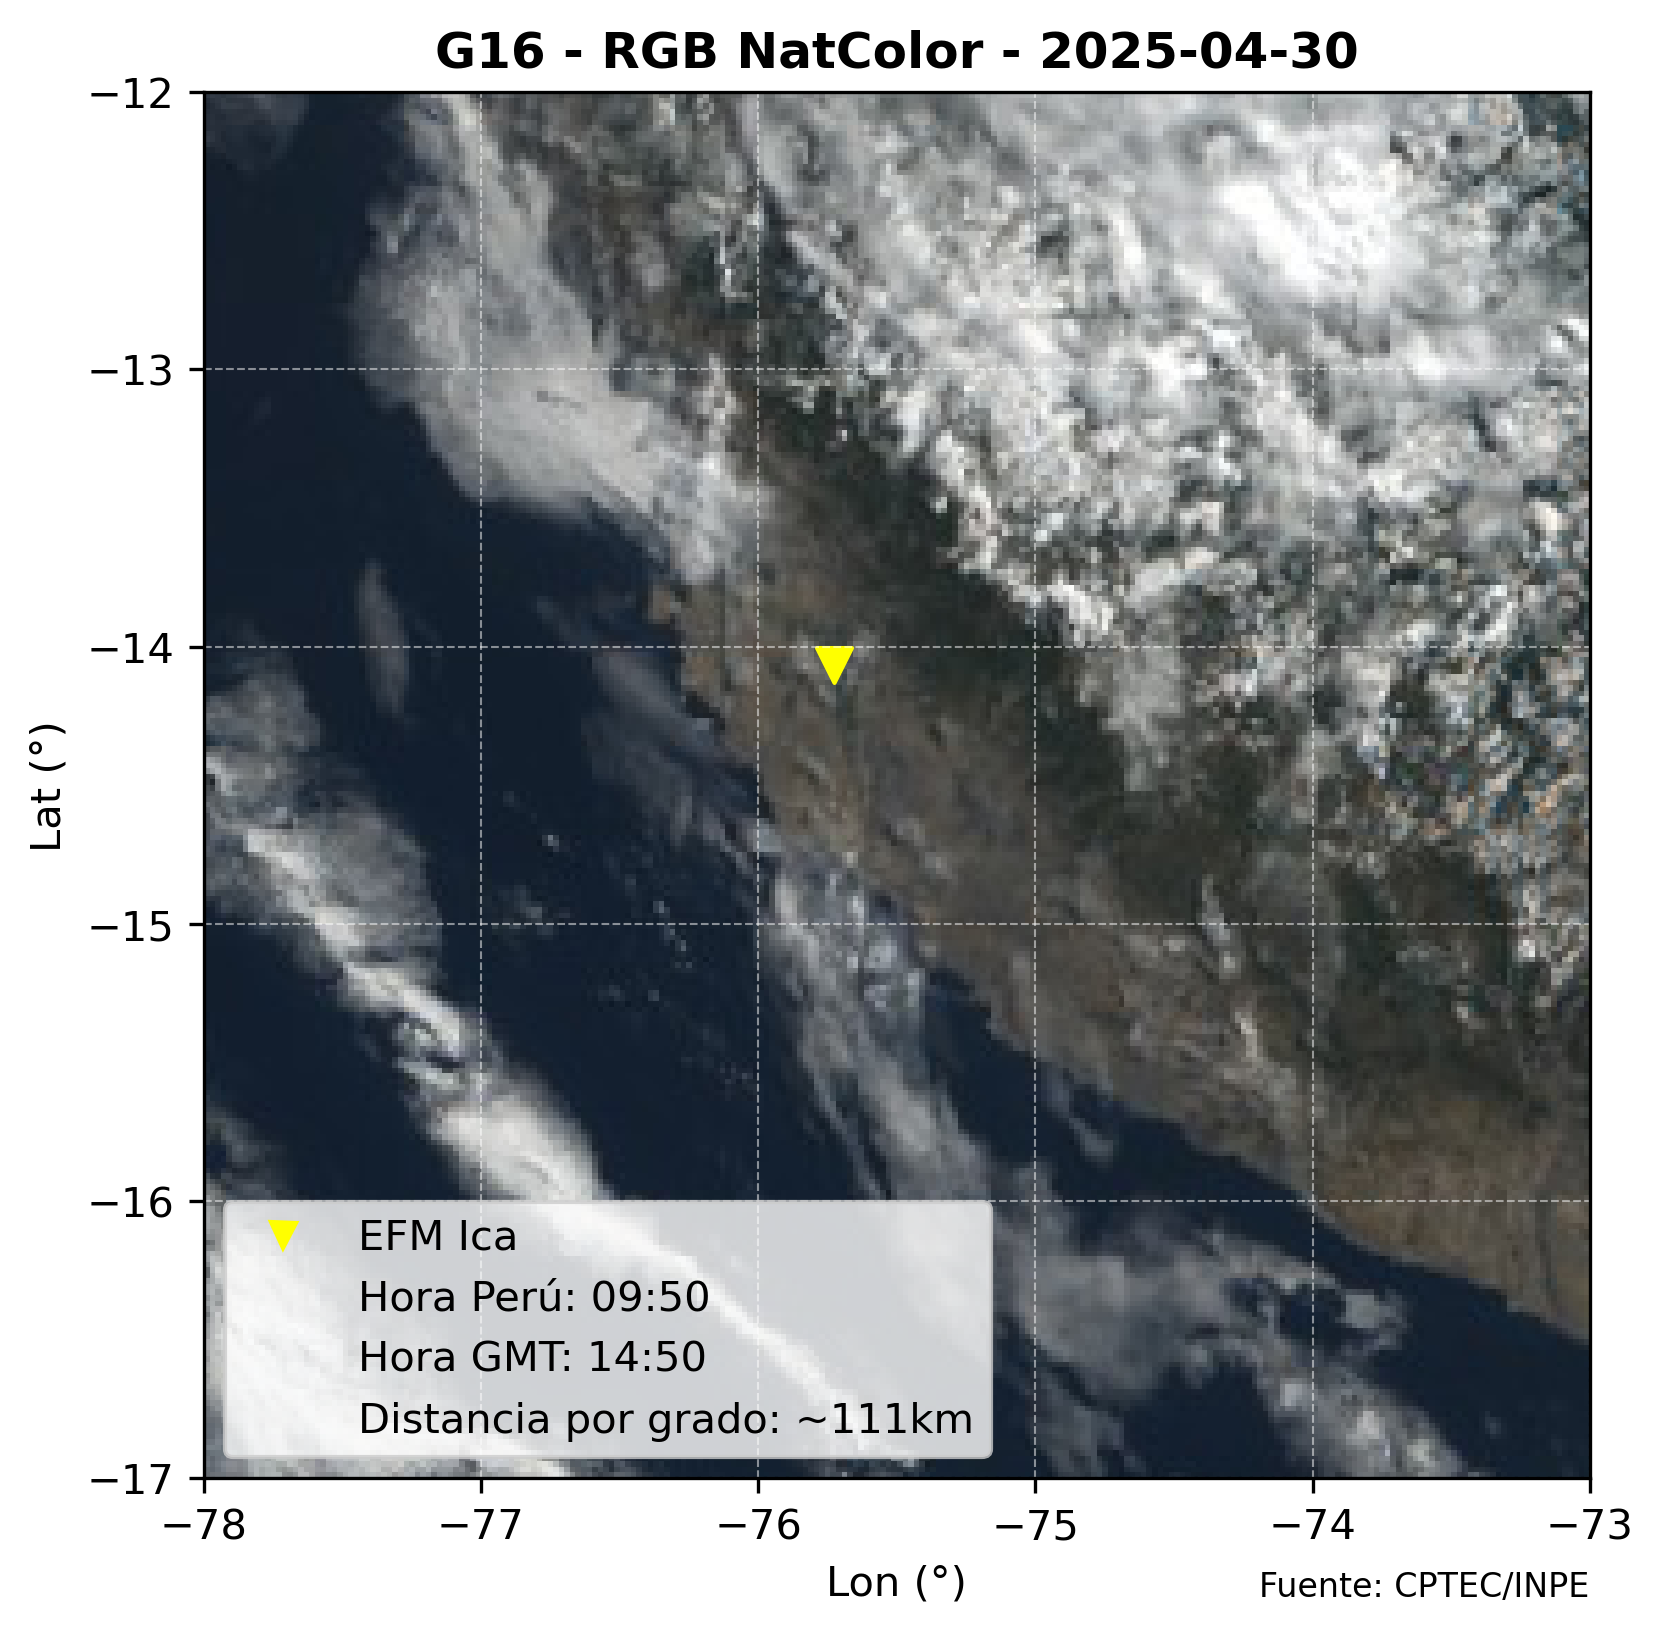 G16 - RGB NatColor - 2025-04-30
−12
−13
−14
−15
−16
−17
Lat (°)
EFM Ica
Hora Perú: 09:50
Hora GMT: 14:50
Distancia por grado: ~111km
−78
−77
−76
−75
−74
−73
Lon (°)
Fuente: CPTEC/INPE